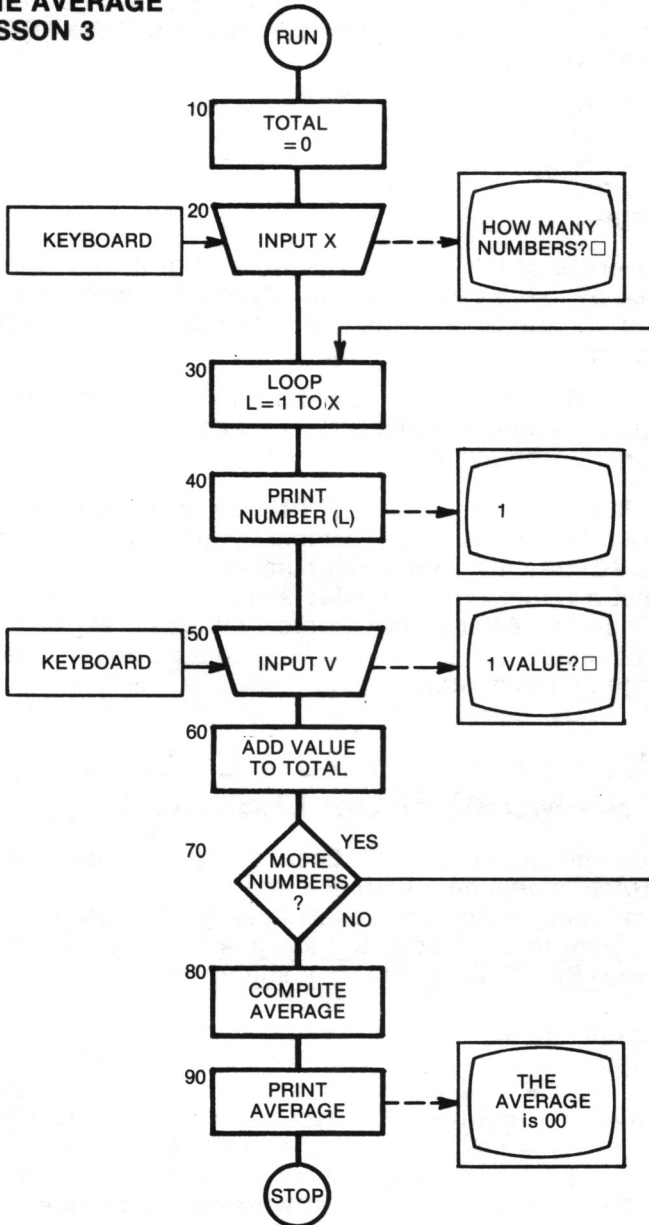 AVERAGE
SSON 3
RUN
10
TOTAL
= 0
20
KEYBOARD
INPUT X
HOW MANY
NUMBERS?□
30
LOOP
L = 1 TO X
40
PRINT
NUMBER (L)
1
50
KEYBOARD
INPUT V
1 VALUE?□
60
ADD VALUE
TO TOTAL
70
MORE
NUMBERS
?
YES
NO
80
COMPUTE
AVERAGE
90
PRINT
AVERAGE
THE
AVERAGE
is 00
STOP